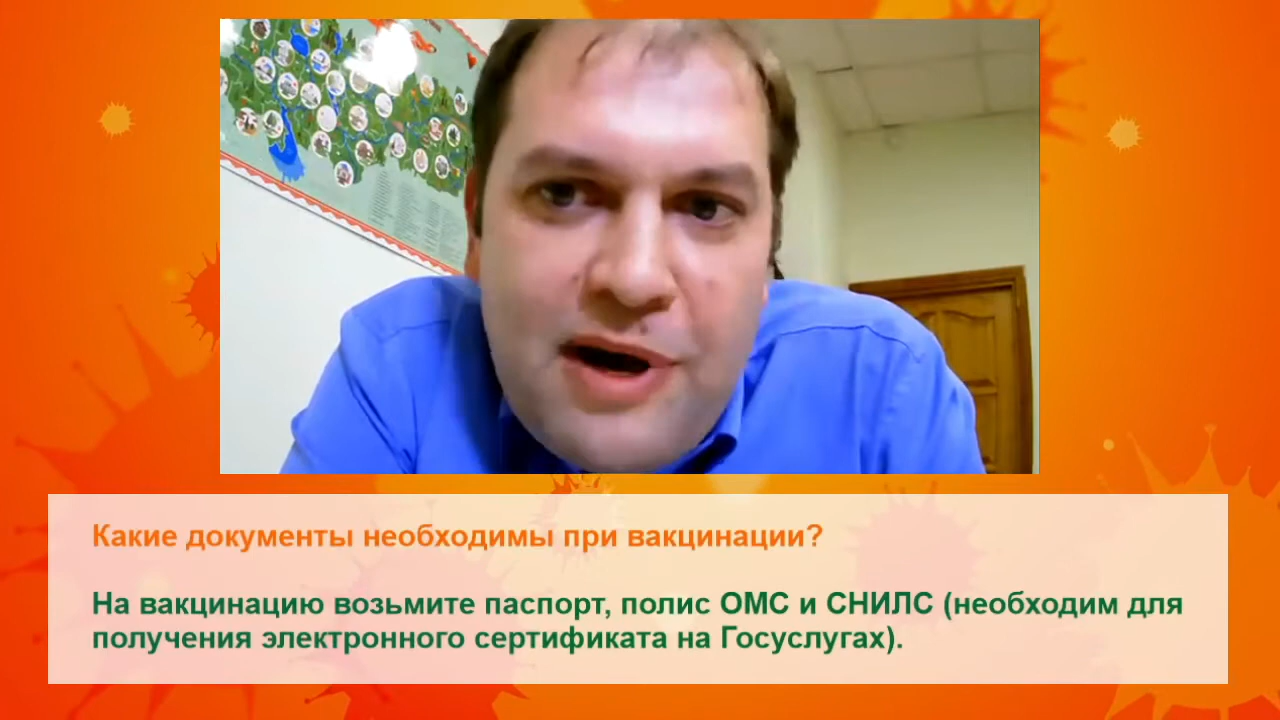 Какие документы необходимы при вакцинации?
На вакцинацию возьмите паспорт, полис ОМС и СНИЛС (необходим для
получения электронного сертификата на Госуслугах).